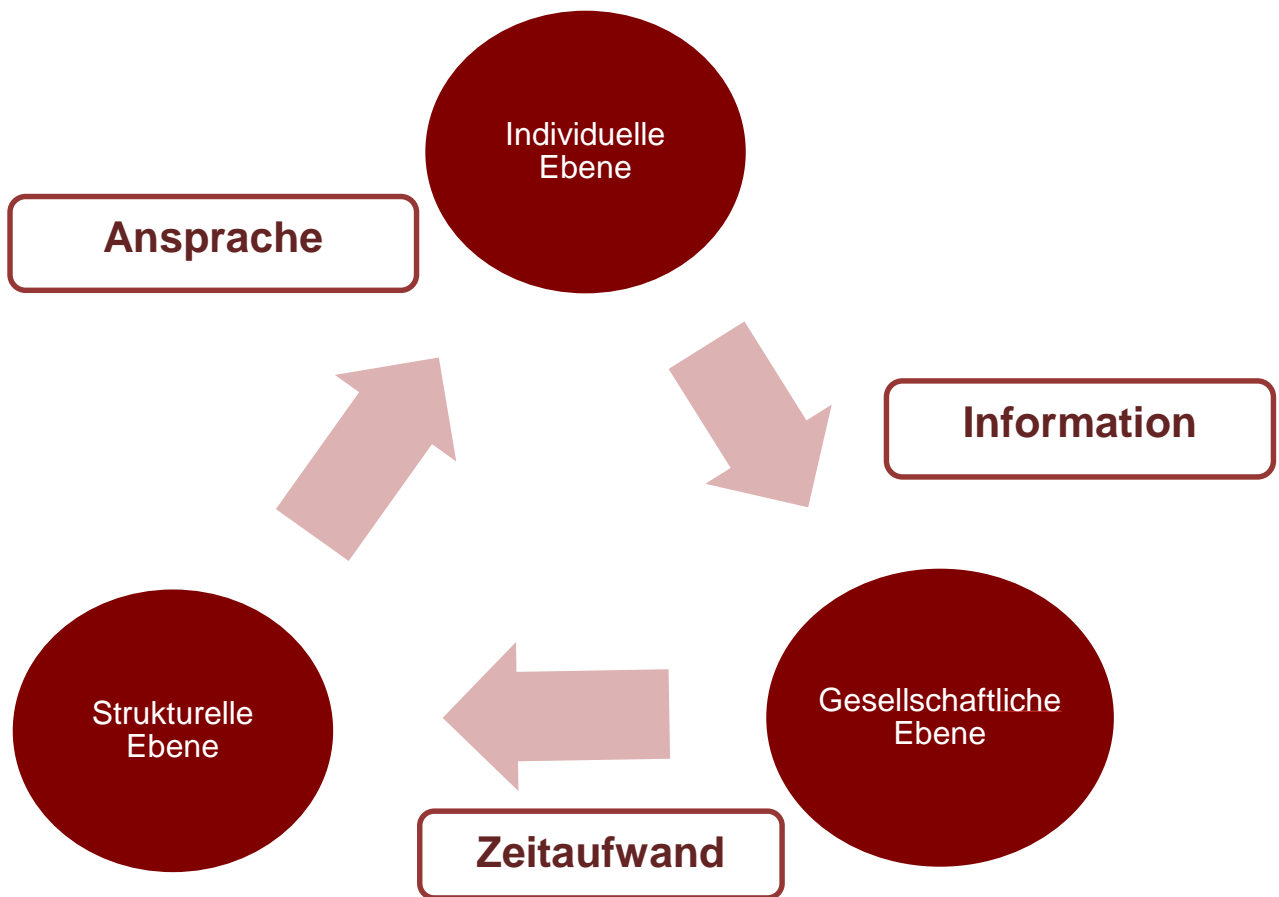 Individuelle
Ebene
Ansprache
Information
Strukturelle
Ebene
Gesellschaftliche
Ebene
Zeitaufwand